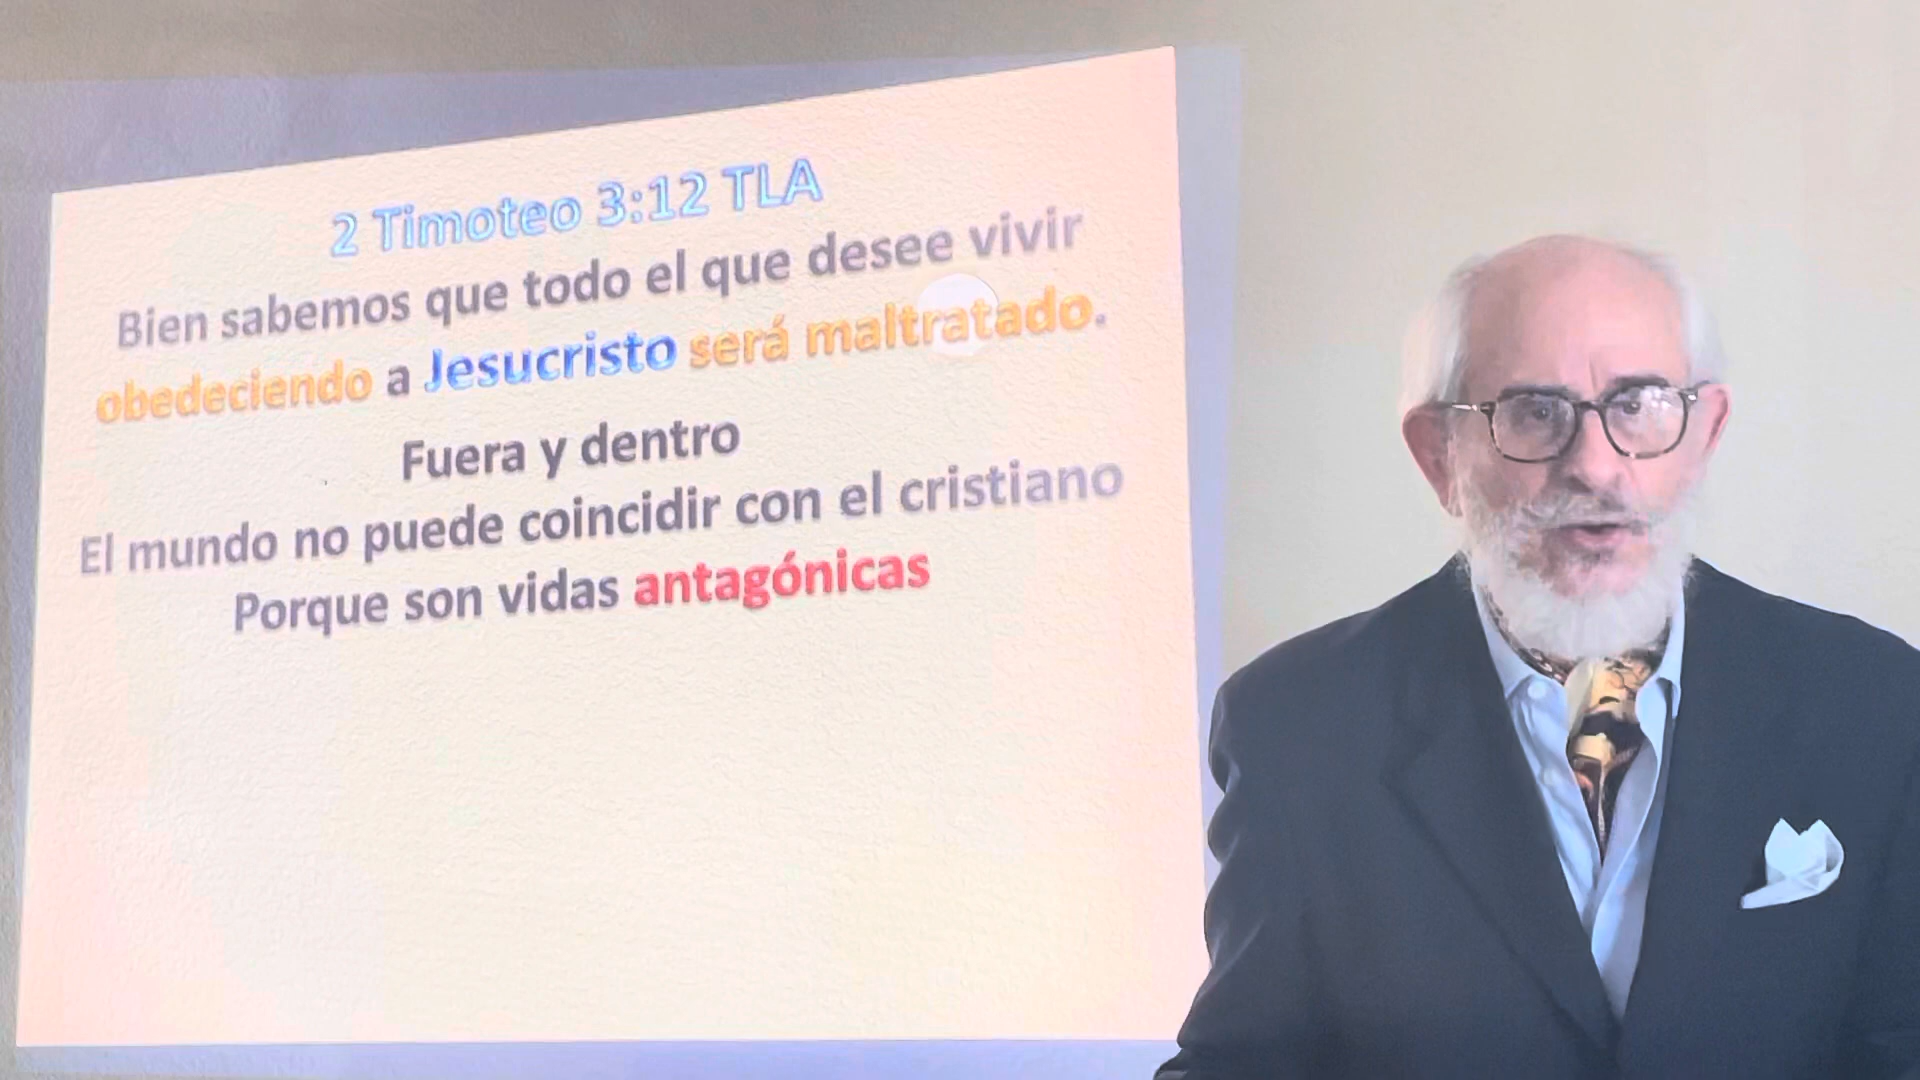 2 Timoteo 3:12 TLA
Bien sabemos que todo el que desee vivir
obedeciendo a Jesucristo será maltratado.
Fuera y dentro
El mundo no puede coincidir con el cristiano
Porque son vidas antagónicas